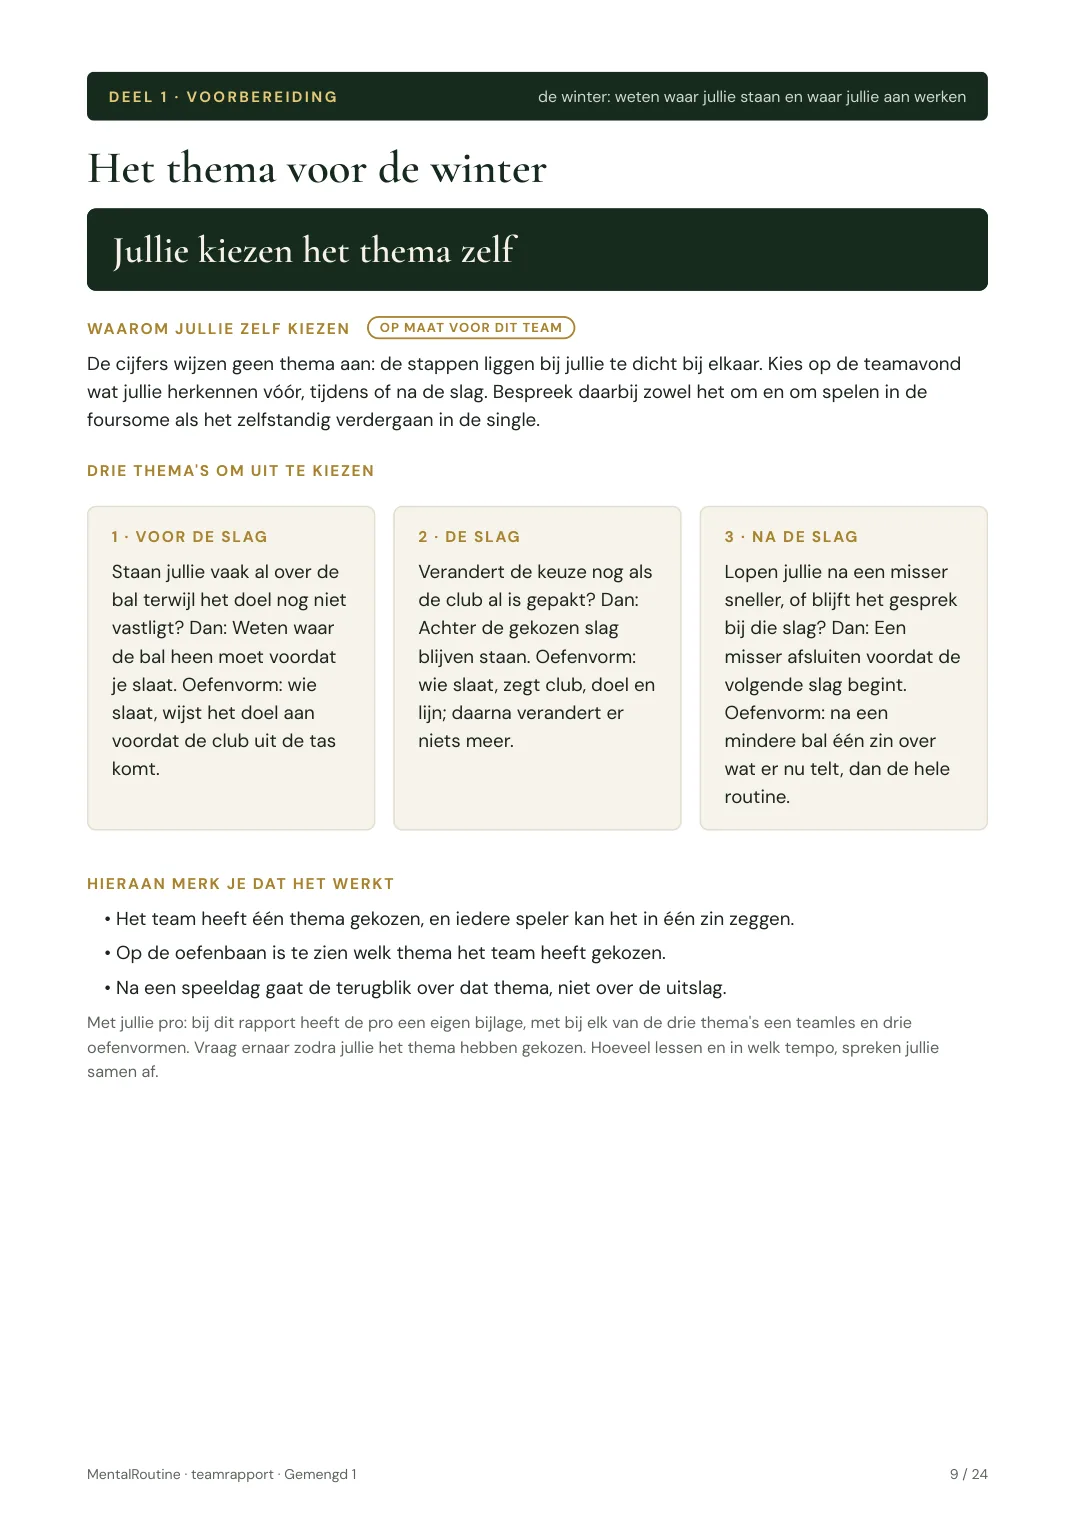 DEEL 1 · VOORBEREIDING
de winter: weten waar jullie staan en waar jullie aan werken
Het thema voor de winter
Jullie kiezen het thema zelf
WAAROM JULLIE ZELF KIEZEN
OP MAAT VOOR DIT TEAM
De cijfers wijzen geen thema aan: de stappen liggen bij jullie te dicht bij elkaar. Kies op de teamavond
wat jullie herkennen vóór, tijdens of na de slag. Bespreek daarbij zowel het om en om spelen in de
foursome als het zelfstandig verdergaan in de single.
DRIE THEMA'S OM UIT TE KIEZEN
1 · VOOR DE SLAG
Staan jullie vaak al over de
bal terwijl het doel nog niet
vastligt? Dan: Weten waar
de bal heen moet voordat
je slaat. Oefenvorm: wie
slaat, wijst het doel aan
voordat de club uit de tas
komt.
2 · DE SLAG
Verandert de keuze nog als
de club al is gepakt? Dan:
Achter de gekozen slag
blijven staan. Oefenvorm:
wie slaat, zegt club, doel en
lijn; daarna verandert er
niets meer.
3 · NA DE SLAG
Lopen jullie na een misser
sneller, of blijft het gesprek
bij die slag? Dan: Een
misser afsluiten voordat de
volgende slag begint.
Oefenvorm: na een
mindere bal één zin over
wat er nu telt, dan de hele
routine.
HIERAAN MERK JE DAT HET WERKT
• Het team heeft één thema gekozen, en iedere speler kan het in één zin zeggen.
• Op de oefenbaan is te zien welk thema het team heeft gekozen.
• Na een speeldag gaat de terugblik over dat thema, niet over de uitslag.
Met jullie pro: bij dit rapport heeft de pro een eigen bijlage, met bij elk van de drie thema's een teamles en drie
oefenvormen. Vraag ernaar zodra jullie het thema hebben gekozen. Hoeveel lessen en in welk tempo, spreken jullie
samen af.
MentalRoutine · teamrapport · Gemengd 1
9 / 24